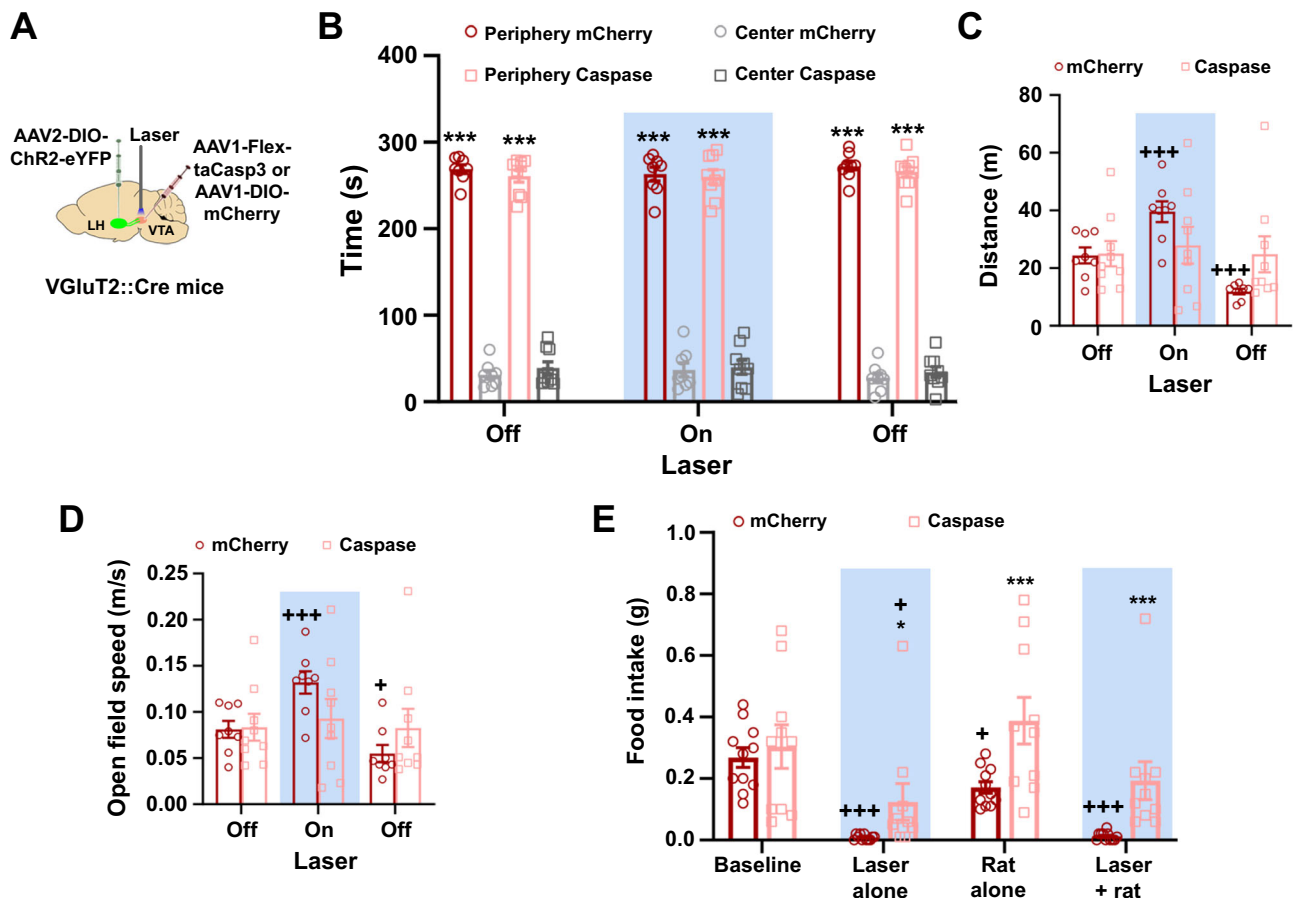 A
AAV2-DIO-
ChR2-eYFP
Laser
AAV1-Flex-
taCasp3 or
AAV1-DIO-
mCherry
LH
VTA
VGluT2::Cre mice
B
Periphery mCherry
Center mCherry
Periphery Caspase
Center Caspase
Time (s)
400
300
200
100
0
*** *** *** *** *** ***
Off On Off
Laser
C
mCherry Caspase
Distance (m)
80
60
40
20
0
+++
+++
Off On Off
Laser
D
mCherry Caspase
Open field speed (m/s)
0.25
0.20
0.15
0.10
0.05
0.00
+++
+
Off On Off
Laser
E
mCherry Caspase
Food intake (g)
1.0
0.8
0.6
0.4
0.2
0.0
+++
+
*
+
***
+++
***
Baseline
Laser
alone
Rat
alone
Laser
+ rat